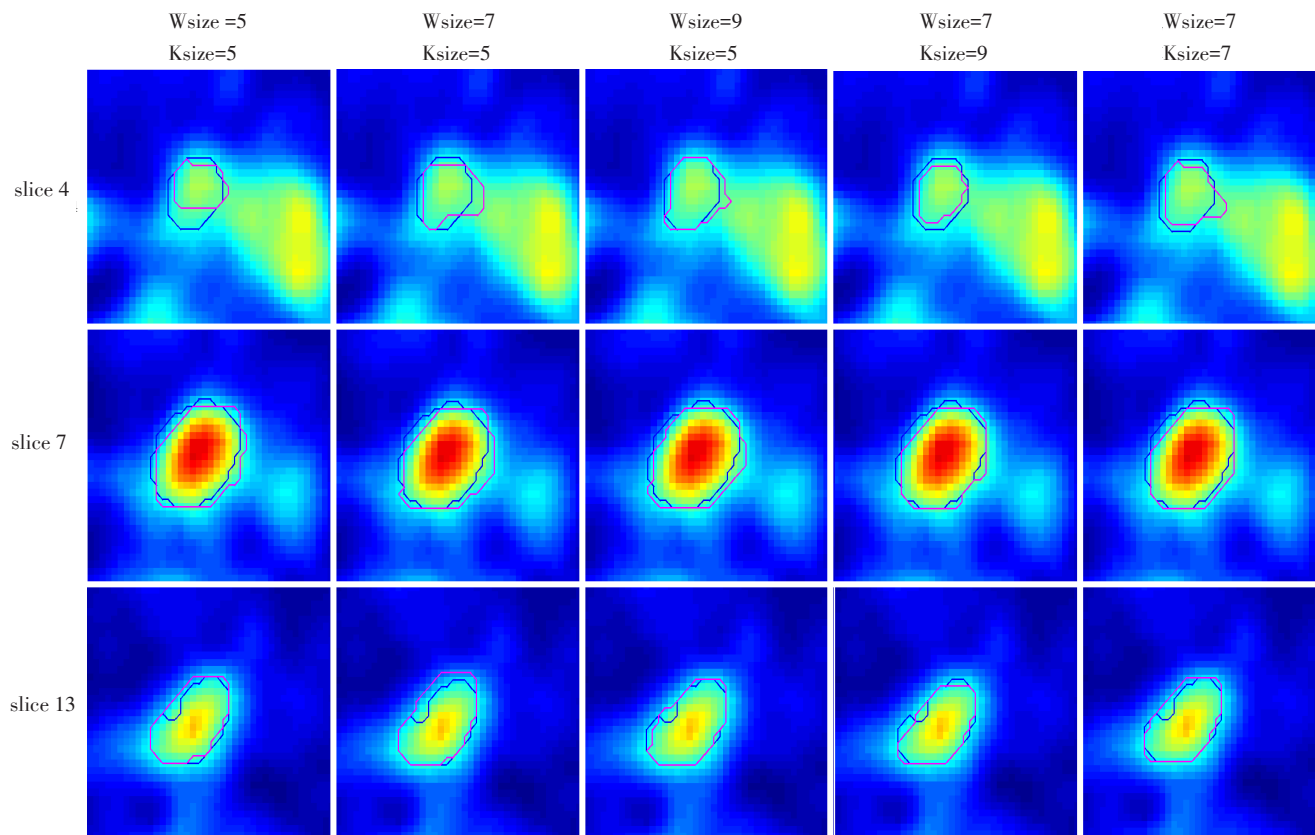 Wsize =5 Wsize=7 Wsize=9 Wsize=7 Wsize=7
Ksize=5 Ksize=5 Ksize=5 Ksize=9 Ksize=7
slice 4
slice 7
slice 13